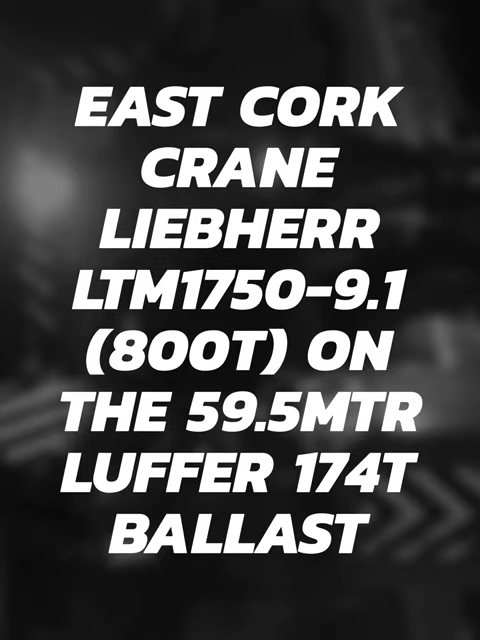 EAST CORK
CRANE
LIEBHERR
LTM1750-9.1
(800T) ON
THE 59.5MTR
LUFFER 174T
BALLAST